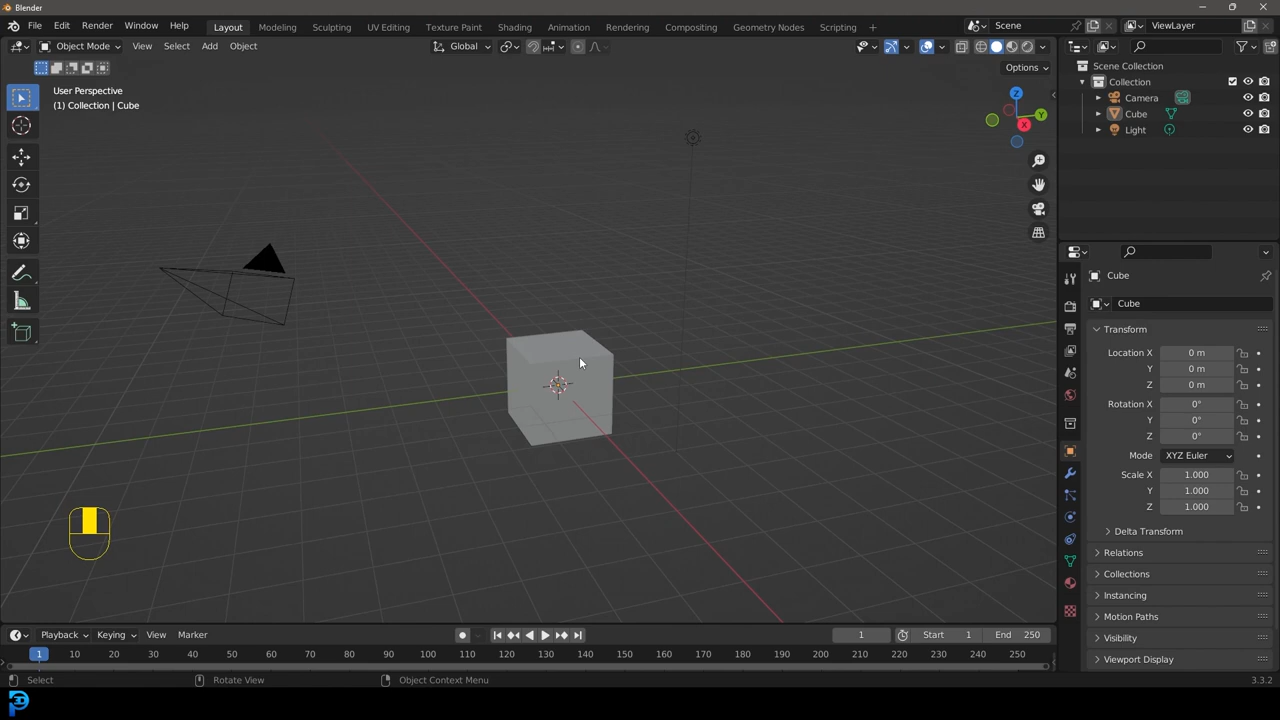 Blender
File Edit Render Window Help Layout Modeling Sculpting UV Editing Texture Paint Shading Animation Rendering Compositing Geometry Nodes Scripting + Scene ViewLayer
Object Mode View Select Add Object Global
Options
User Perspective
(1) Collection | Cube
Z
Y
X
Scene Collection
Collection
Camera
Cube
Light
Cube
Cube
Transform
Location X 0 m
Y 0 m
Z 0 m
Rotation X 0°
Y 0°
Z 0°
Mode XYZ Euler
Scale X 1.000
Y 1.000
Z 1.000
Delta Transform
Relations
Collections
Instancing
Motion Paths
Visibility
Viewport Display
Playback Keying View Marker 1 Start 1 End 250
1 10 20 30 40 50 60 70 80 90 100 110 120 130 140 150 160 170 180 190 200 210 220 230 240 250
Select Rotate View Object Context Menu 3.3.2